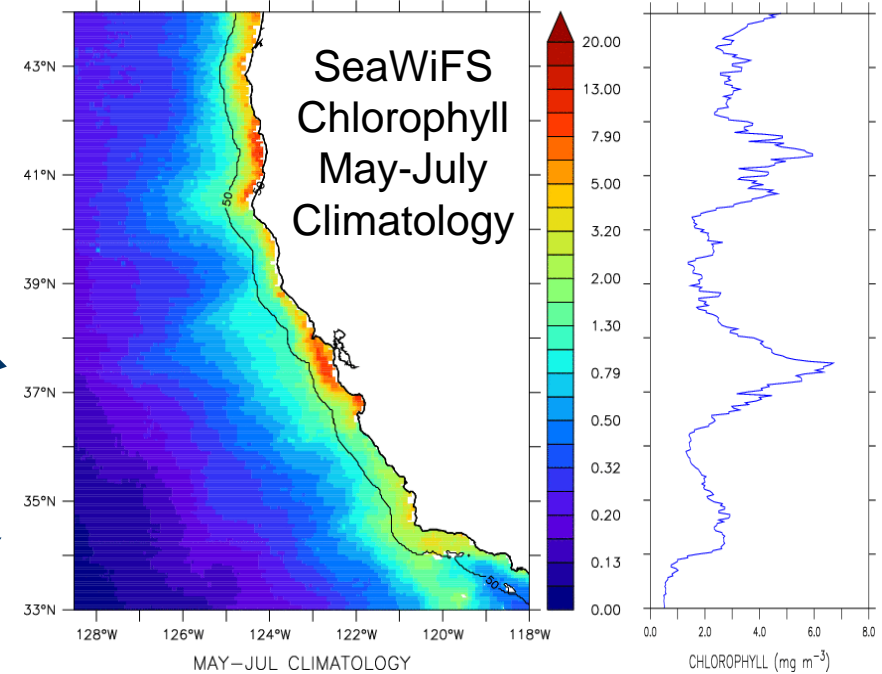 SeaWiFS
Chlorophyll
May-July
Climatology
43°N
41°N
39°N
37°N
35°N
33°N
128°W 126°W 124°W 122°W 120°W 118°W
MAY-JUL CLIMATOLOGY
50
50
50
20.00
13.00
7.90
5.00
3.20
2.00
1.30
0.79
0.50
0.32
0.20
0.13
0.00
0.0 2.0 4.0 6.0 8.0
CHLOROPHYLL (mg m⁻³)